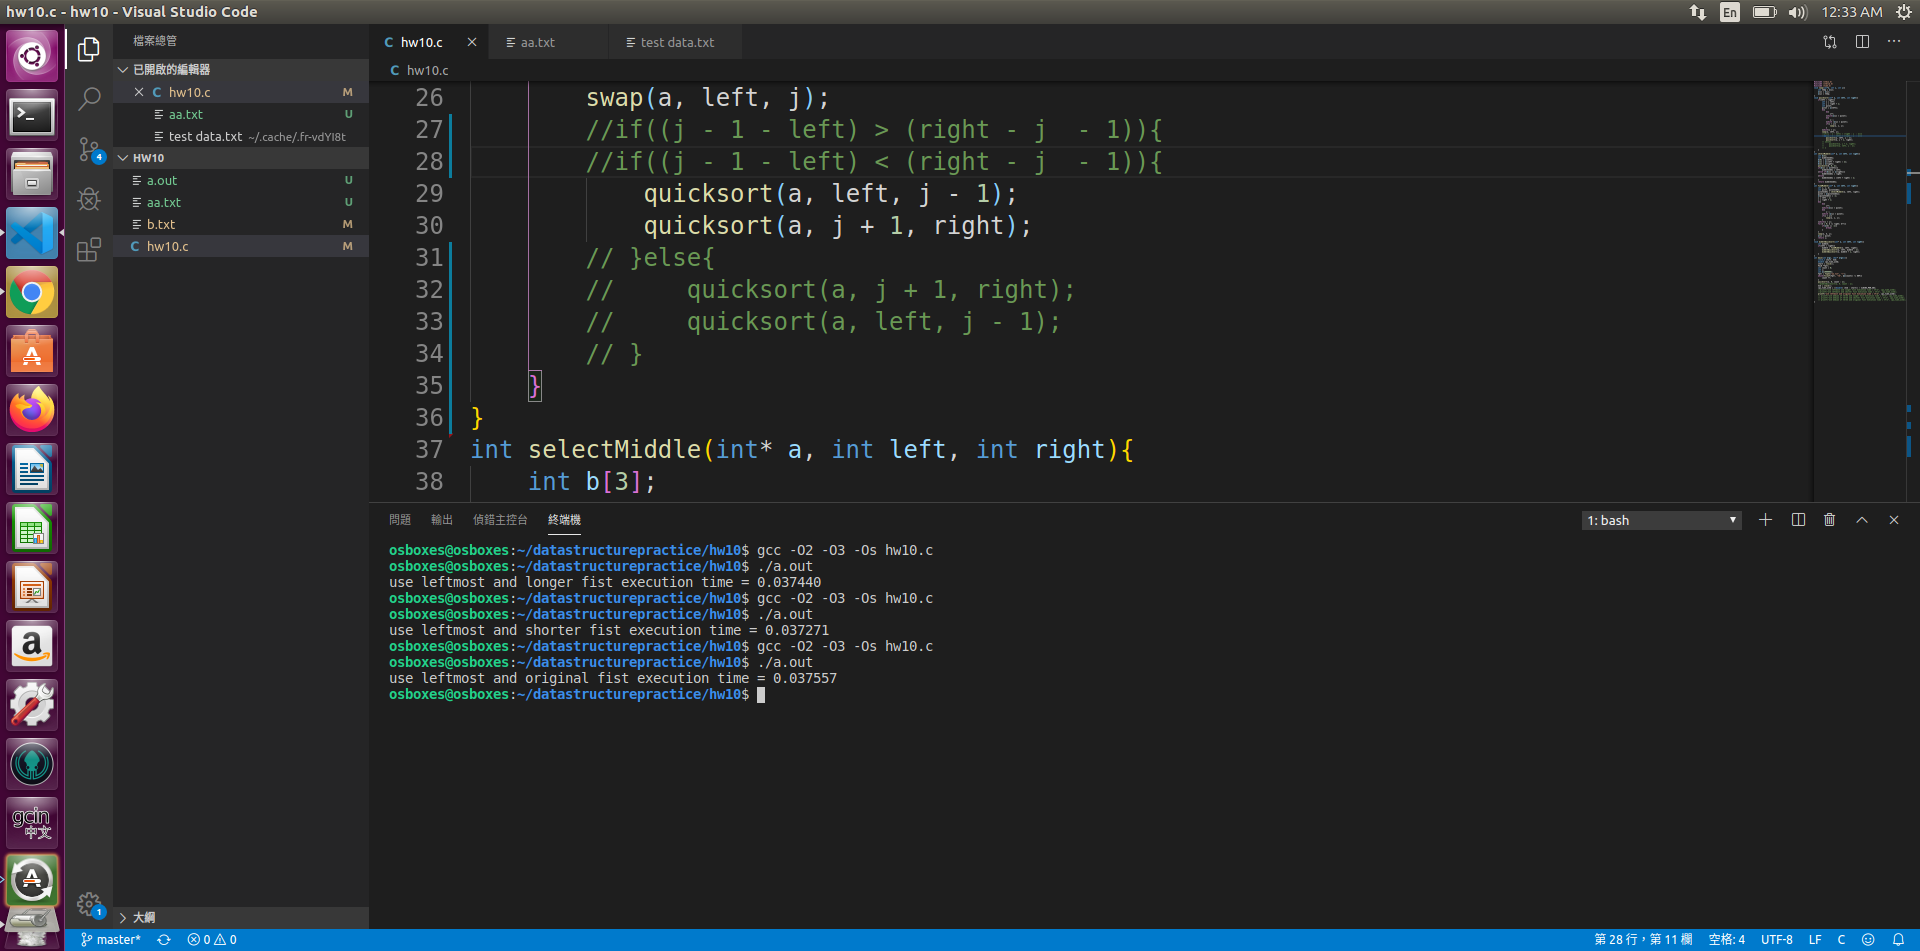 hw10.c - hw10 - Visual Studio Code
En
12:33 AM
檔案總管
已開啟的編輯器
hw10.c M
aa.txt U
test data.txt ~/.cache/.fr-vdYI8t
HW10
a.out U
aa.txt U
b.txt M
hw10.c M
大綱
4
1
gcin
中文
hw10.c
aa.txt
test data.txt
hw10.c
26 swap(a, left, j);
27 //if((j - 1 - left) > (right - j  - 1)){
28 //if((j - 1 - left) < (right - j  - 1)){
29 quicksort(a, left, j - 1);
30 quicksort(a, j + 1, right);
31 // }else{
32 //     quicksort(a, j + 1, right);
33 //     quicksort(a, left, j - 1);
34 // }
35 }
36 }
37 int selectMiddle(int* a, int left, int right){
38 int b[3];
問題 輸出 偵錯主控台 終端機
1: bash
osboxes@osboxes:~/datastructurepractice/hw10$ gcc -O2 -O3 -Os hw10.c
osboxes@osboxes:~/datastructurepractice/hw10$ ./a.out
use leftmost and longer fist execution time = 0.037440
osboxes@osboxes:~/datastructurepractice/hw10$ gcc -O2 -O3 -Os hw10.c
osboxes@osboxes:~/datastructurepractice/hw10$ ./a.out
use leftmost and shorter fist execution time = 0.037271
osboxes@osboxes:~/datastructurepractice/hw10$ gcc -O2 -O3 -Os hw10.c
osboxes@osboxes:~/datastructurepractice/hw10$ ./a.out
use leftmost and original fist execution time = 0.037557
osboxes@osboxes:~/datastructurepractice/hw10$
master* 0 0
第 28 行，第 11 欄 空格: 4 UTF-8 LF C